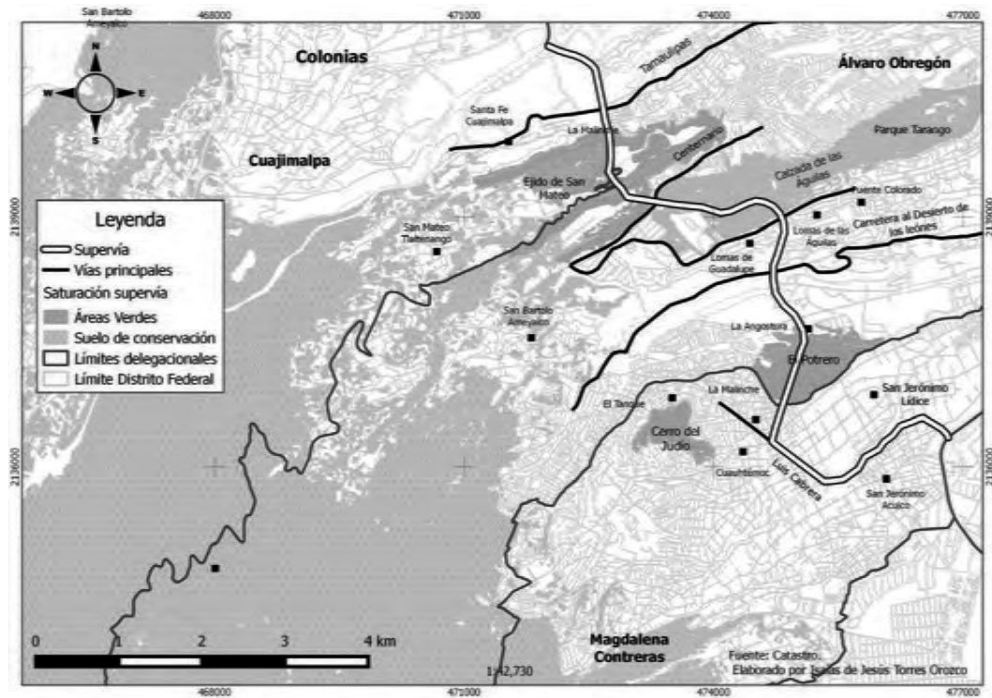 468000
471000
474000
477000
San Bartolo
Ameyalco
N
W
E
S
Colonias
Tamaulipas
Álvaro Obregón
Santa Fe
Cuajimalpa
La Malinche
Parque Tarango
Cuajimalpa
Centernario
Calzada de las
Águilas
Ejido de San
Mateo
Fuente Colorado
2139000
2139000
Leyenda
Supervía
Vías principales
Saturación supervía
Áreas Verdes
Suelo de conservación
Límites delegacionales
Límite Distrito Federal
San Mateo
Tlaltenango
Lomas de las
Águilas
Carretera al Desierto de
los leónes
Lomas de
Guadalupe
San Bartolo
Ameyalco
La Angostura
El Potrero
La Malinche
San Jerónimo
Lídice
El Tanque
Cerro del
Judío
Cuauhtémoc
Luis Cabrera
2136000
2136000
San Jerónimo
Aculco
0 1 2 3 4 km
1:42,730
Magdalena
Contreras
Fuente: Catastro.
Elaborado por Isaías de Jesús Torres Orozco
468000
471000
474000
477000